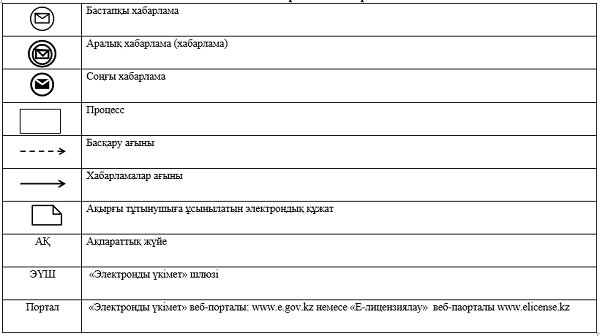 Бастапқы хабарлама
Аралық хабарлама (хабарлама)
Соңғы хабарлама
Процесс
Басқару ағыны
Хабарламалар ағыны
Ақырғы тұтынушыға ұсынылатын электрондық құжат
АҚ Ақпараттық жүйе
ЭҮШ «Электронды үкімет» шлюзі
Портал «Электронды үкімет» веб-порталы: www.e.gov.kz немесе «Е-лицензиялау» веб-паорталы www.elicense.kz